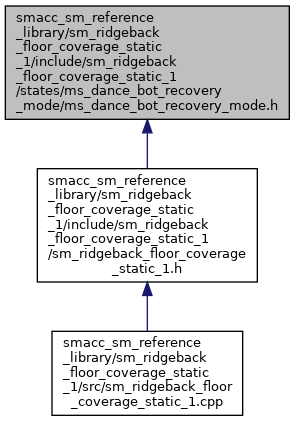 smacc_sm_reference
_library/sm_ridgeback
_floor_coverage_static
_1/include/sm_ridgeback
_floor_coverage_static_1
/states/ms_dance_bot_recovery
_mode/ms_dance_bot_recovery_mode.h
smacc_sm_reference
_library/sm_ridgeback
_floor_coverage_static
_1/include/sm_ridgeback
_floor_coverage_static_1
/sm_ridgeback_floor_coverage
_static_1.h
smacc_sm_reference
_library/sm_ridgeback
_floor_coverage_static
_1/src/sm_ridgeback_floor
_coverage_static_1.cpp